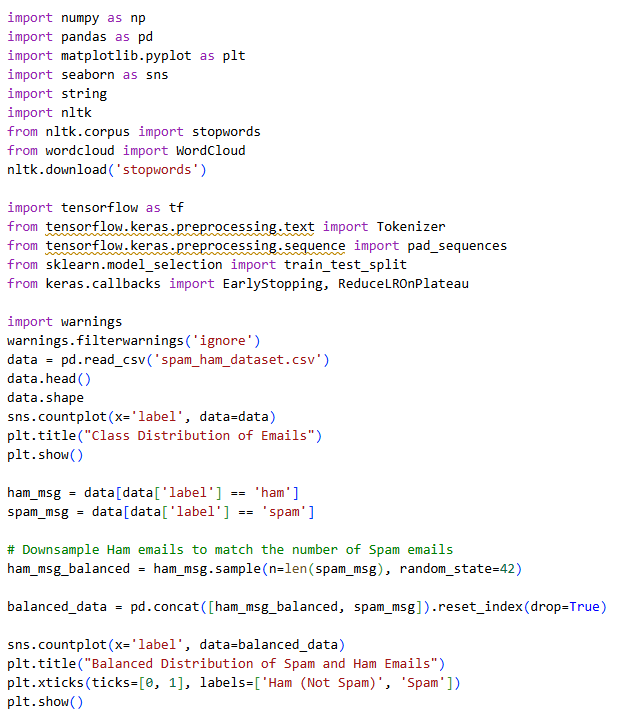 import numpy as np
import pandas as pd
import matplotlib.pyplot as plt
import seaborn as sns
import string
import nltk
from nltk.corpus import stopwords
from wordcloud import WordCloud
nltk.download('stopwords')
import tensorflow as tf
from tensorflow.keras.preprocessing.text import Tokenizer
from tensorflow.keras.preprocessing.sequence import pad_sequences
from sklearn.model_selection import train_test_split
from keras.callbacks import EarlyStopping, ReduceLROnPlateau
import warnings
warnings.filterwarnings('ignore')
data = pd.read_csv('spam_ham_dataset.csv')
data.head()
data.shape
sns.countplot(x='label', data=data)
plt.title("Class Distribution of Emails")
plt.show()
ham_msg = data[data['label'] == 'ham']
spam_msg = data[data['label'] == 'spam']
# Downsample Ham emails to match the number of Spam emails
ham_msg_balanced = ham_msg.sample(n=len(spam_msg), random_state=42)
balanced_data = pd.concat([ham_msg_balanced, spam_msg]).reset_index(drop=True)
sns.countplot(x='label', data=balanced_data)
plt.title("Balanced Distribution of Spam and Ham Emails")
plt.xticks(ticks=[0, 1], labels=['Ham (Not Spam)', 'Spam'])
plt.show()